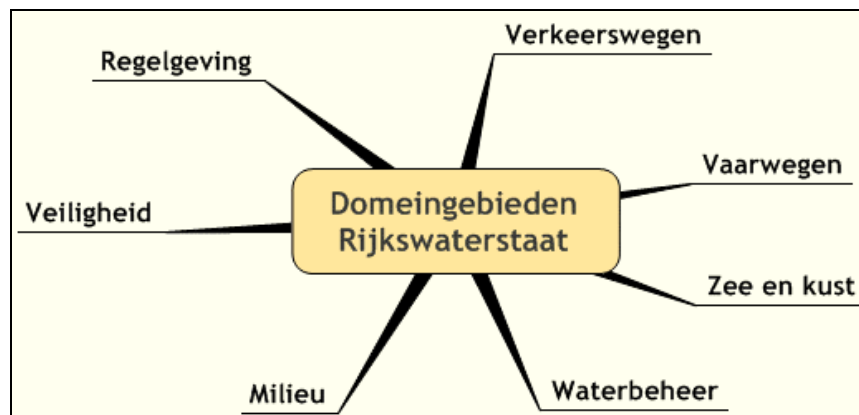 Verkeerswegen
Regelgeving
Vaarwegen
Domeingebieden
Rijkswaterstaat
Veiligheid
Zee en kust
Milieu
Waterbeheer